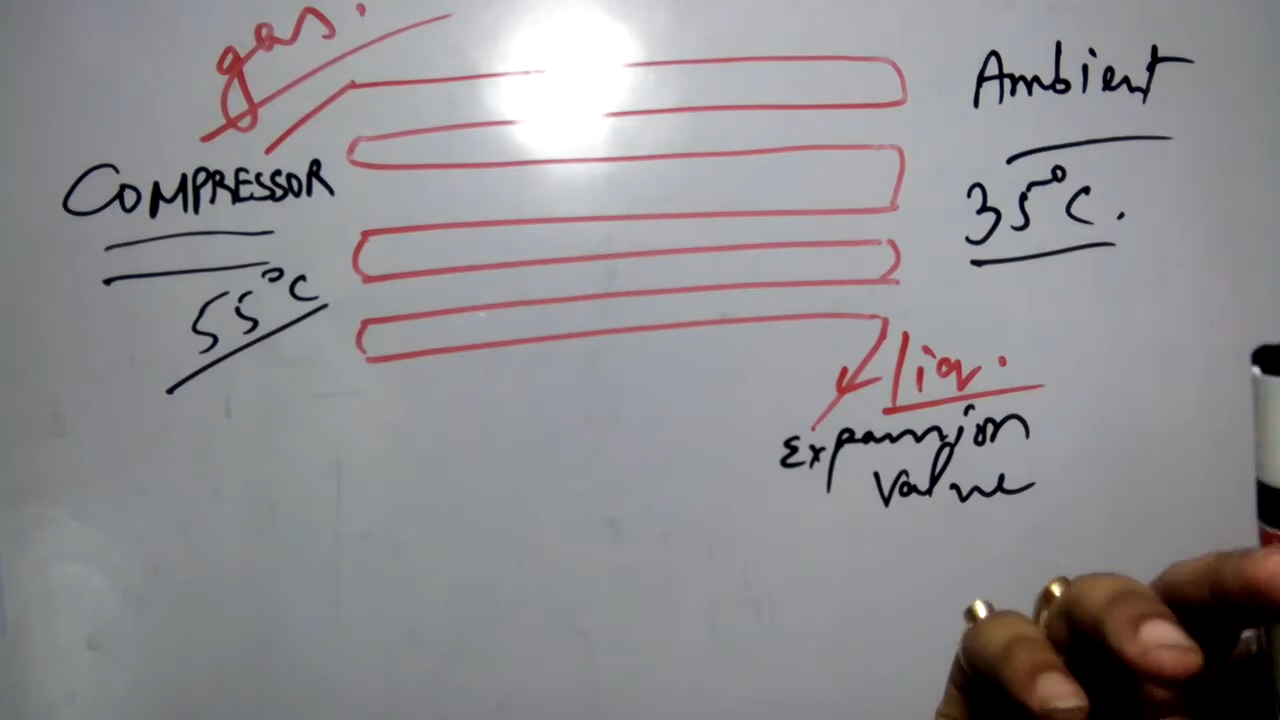 gas.
COMPRESSOR
55°C
Ambient
35°C.
liq.
Expansion
Valve